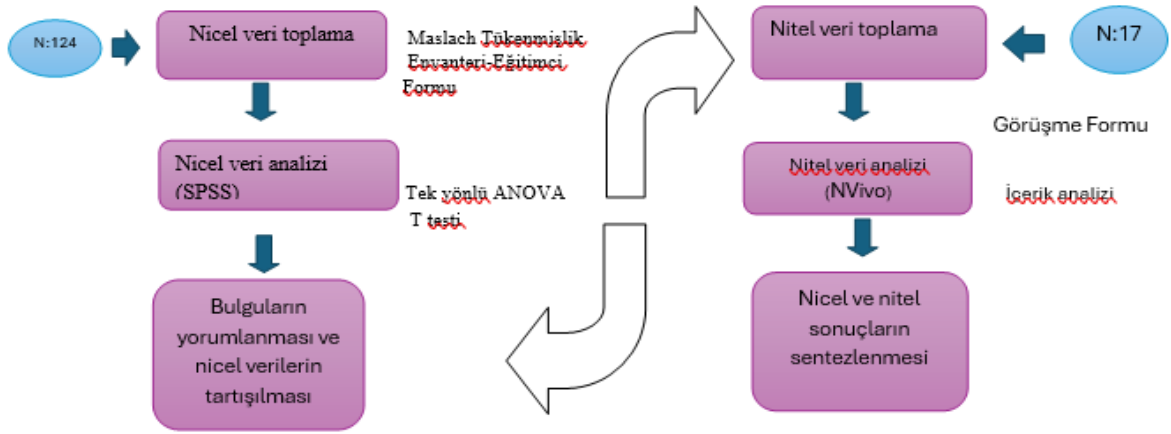 N:124
Nicel veri toplama
Maslach Tükenmişlik
Envanteri-Eğitimci
Formu
Nicel veri analizi
(SPSS)
Tek yönlü ANOVA
T testi
Bulguların
yorumlanması ve
nicel verilerin
tartışılması
Nitel veri toplama
N:17
Görüşme Formu
Nitel veri analizi
(NVivo)
İçerik analizi
Nicel ve nitel
sonuçların
sentezlenmesi